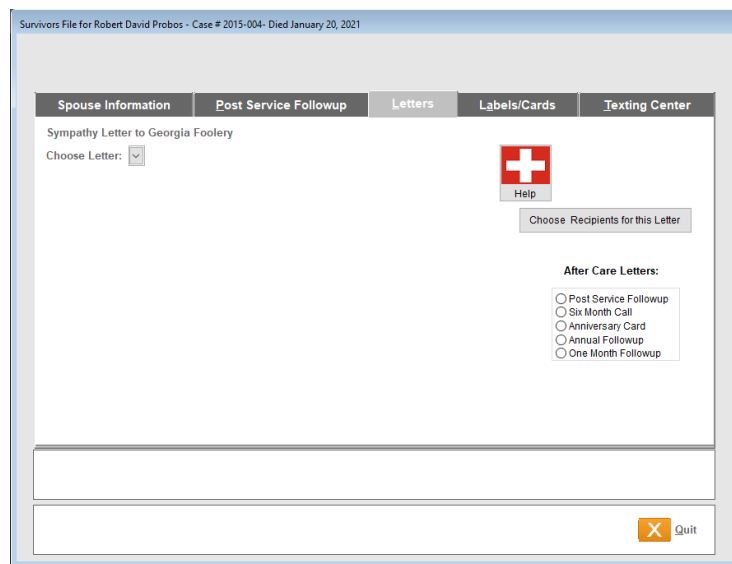 Survivors File for Robert David Probos - Case # 2015-004- Died January 20, 2021
Spouse Information Post Service Followup Letters Labels/Cards Texting Center
Sympathy Letter to Georgia Foolery
Choose Letter:
Help
Choose Recipients for this Letter
After Care Letters:
Post Service Followup
Six Month Call
Anniversary Card
Annual Followup
One Month Followup
X Quit